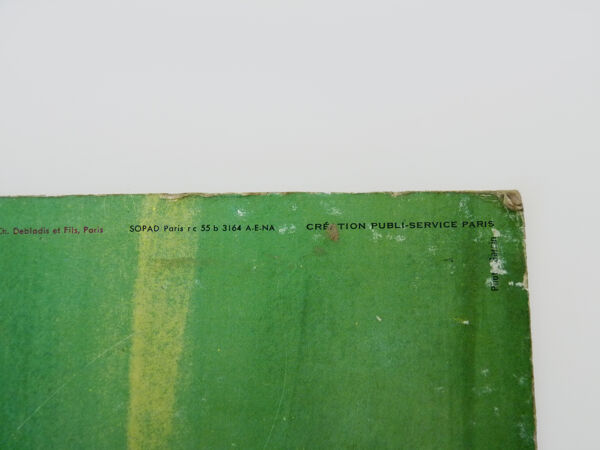 Ch. Debladis et Fils, Paris
SOPAD Paris r c 55 b 3164 A-E-NA
CRÉATION PUBLI-SERVICE PARIS